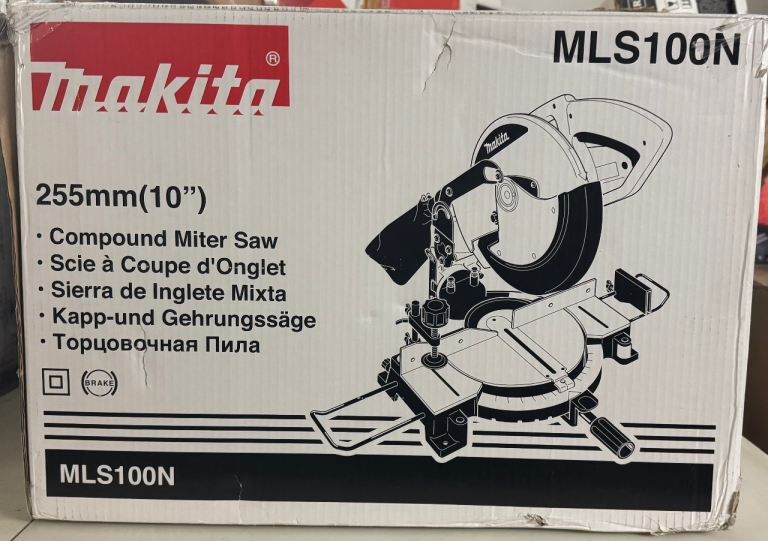 makita®
MLS100N
makita
255mm(10”)
· Compound Miter Saw
· Scie à Coupe d'Onglet
· Sierra de Inglete Mixta
· Kapp-und Gehrungssäge
· Торцовочная Пила
BRAKE
MLS100N